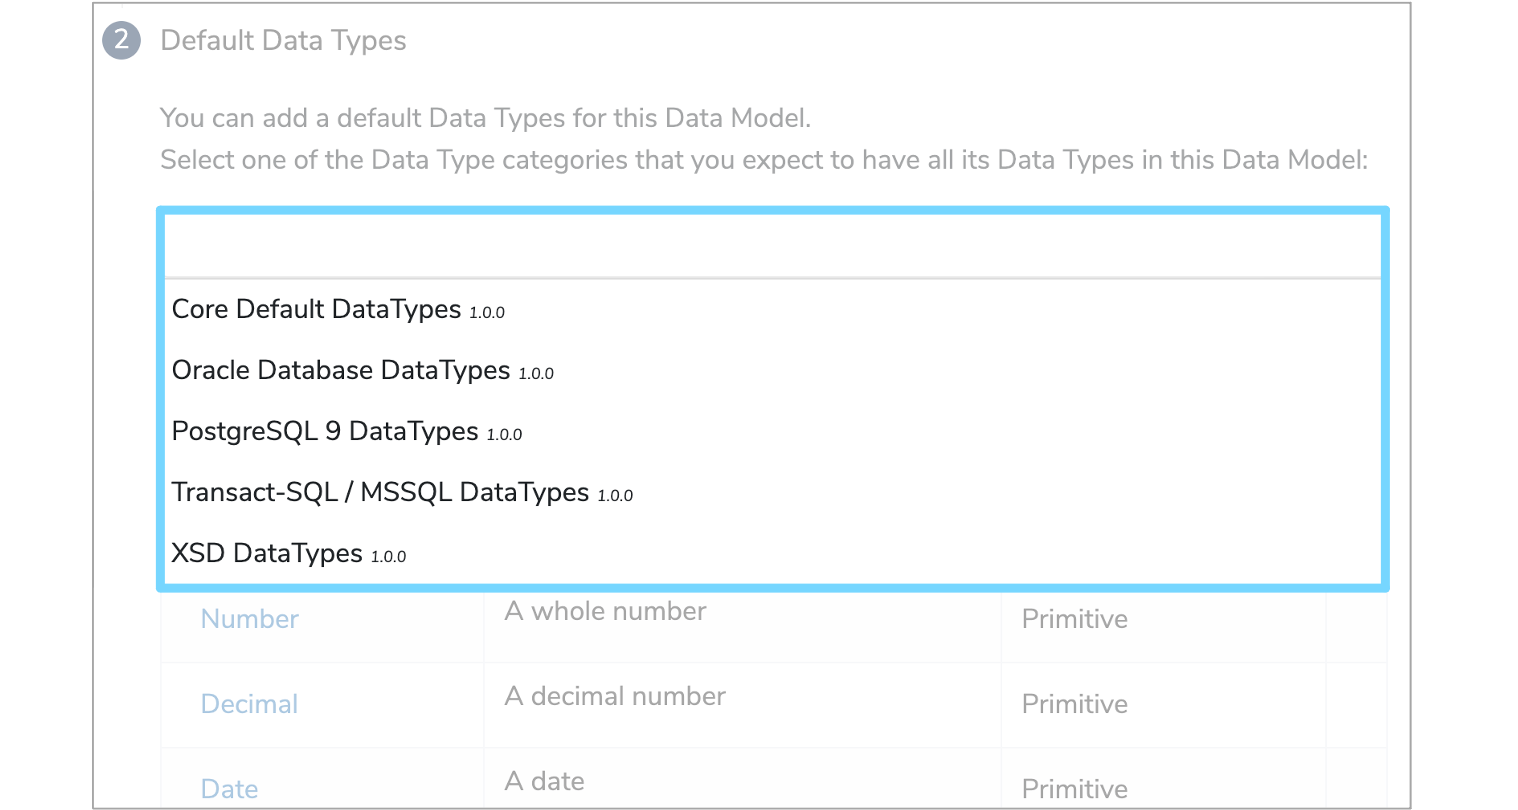 2 Default Data Types
You can add a default Data Types for this Data Model.
Select one of the Data Type categories that you expect to have all its Data Types in this Data Model:
Core Default DataTypes 1.0.0
Oracle Database DataTypes 1.0.0
PostgreSQL 9 DataTypes 1.0.0
Transact-SQL / MSSQL DataTypes 1.0.0
XSD DataTypes 1.0.0
Number A whole number Primitive
Decimal A decimal number Primitive
Date A date Primitive